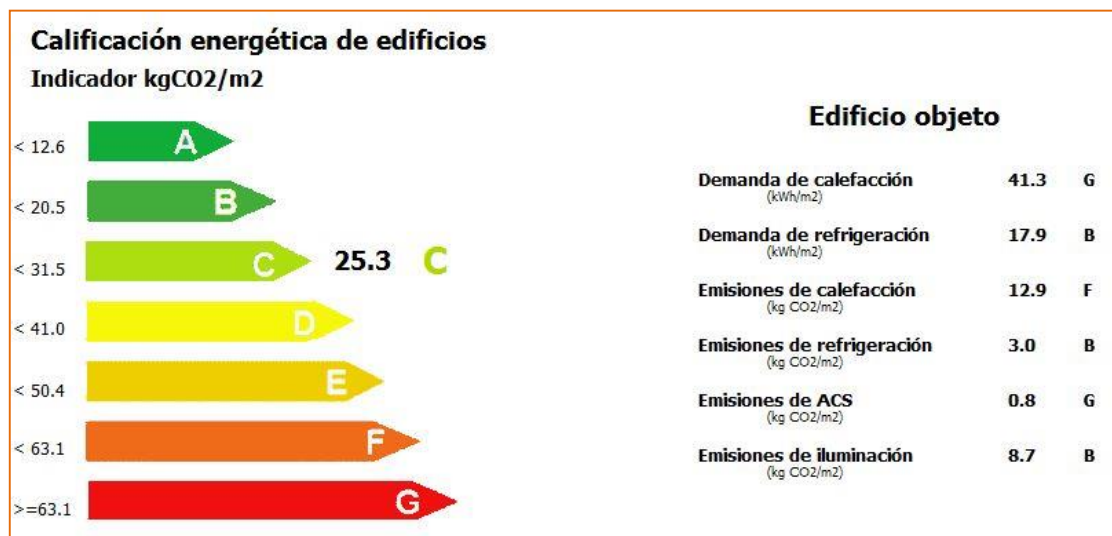 Calificación energética de edificios
Indicador kgCO2/m2
< 12.6 A
< 20.5 B
< 31.5 C 25.3 C
< 41.0 D
< 50.4 E
< 63.1 F
>=63.1 G
Edificio objeto
Demanda de calefacción 41.3 G
(kWh/m2)
Demanda de refrigeración 17.9 B
(kWh/m2)
Emisiones de calefacción 12.9 F
(kg CO2/m2)
Emisiones de refrigeración 3.0 B
(kg CO2/m2)
Emisiones de ACS 0.8 G
(kg CO2/m2)
Emisiones de iluminación 8.7 B
(kg CO2/m2)